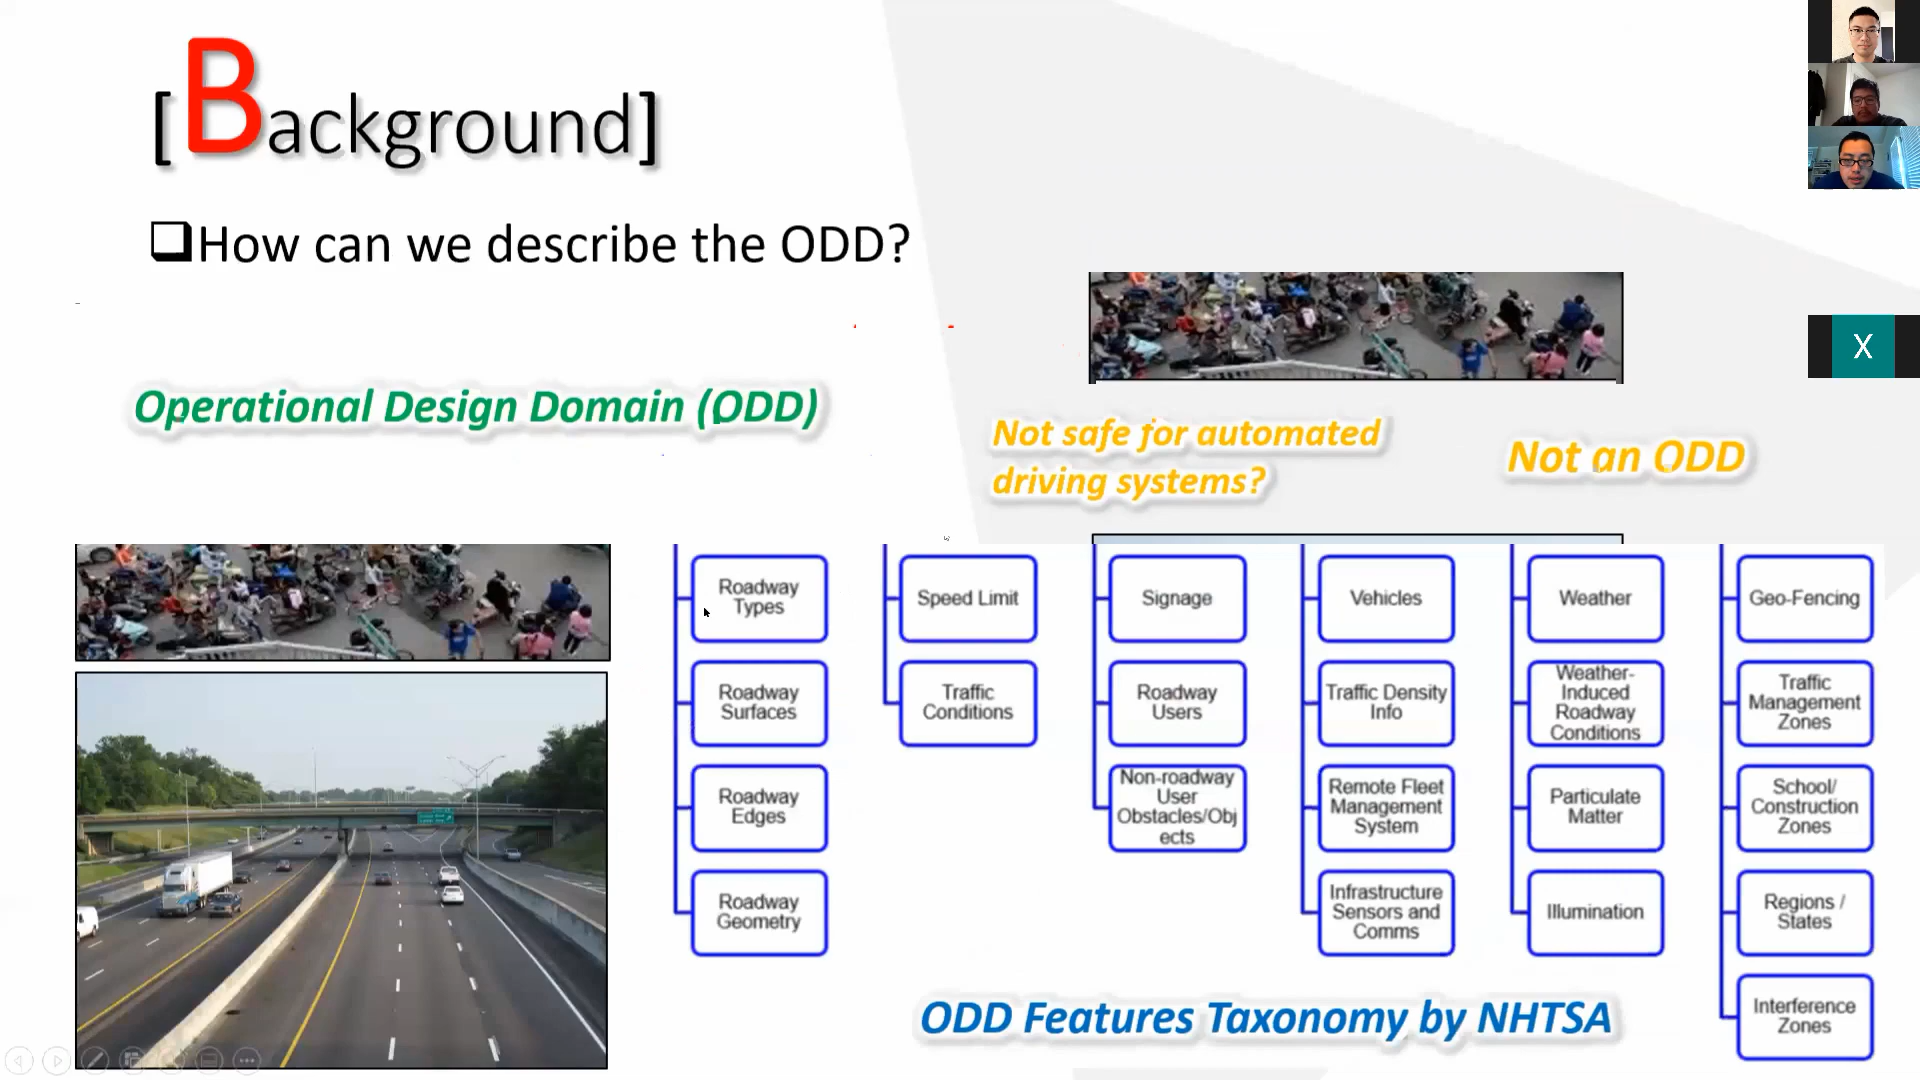 [Background]
How can we describe the ODD?
X
Operational Design Domain (ODD)
Not safe for automated
driving systems?
Not an ODD
Roadway
Types
Speed Limit
Signage
Vehicles
Weather
Geo-Fencing
Roadway
Surfaces
Traffic
Conditions
Roadway
Users
Traffic Density
Info
Weather-
Induced
Roadway
Conditions
Traffic
Management
Zones
Roadway
Edges
Non-roadway
User
Obstacles/Obj
ects
Remote Fleet
Management
System
Particulate
Matter
School/
Construction
Zones
Roadway
Geometry
Infrastructure
Sensors and
Comms
Illumination
Regions /
States
Interference
Zones
ODD Features Taxonomy by NHTSA